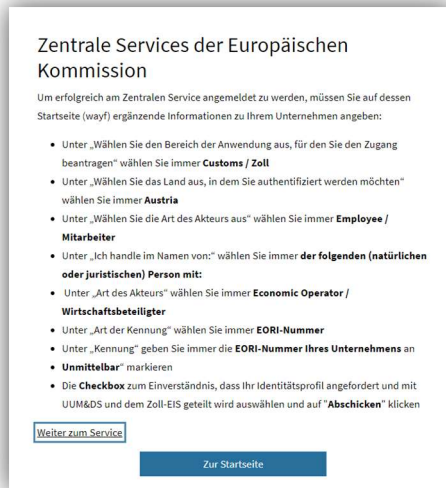 Zentrale Services der Europäischen
Kommission
Um erfolgreich am Zentralen Service angemeldet zu werden, müssen Sie auf dessen
Startseite (wayf) ergänzende Informationen zu Ihrem Unternehmen angeben:
• Unter „Wählen Sie den Bereich der Anwendung aus, für den Sie den Zugang
beantragen“ wählen Sie immer Customs / Zoll
• Unter „Wählen Sie das Land aus, in dem Sie authentifiziert werden möchten“
wählen Sie immer Austria
• Unter „Wählen Sie die Art des Akteurs aus“ wählen Sie immer Employee /
Mitarbeiter
• Unter „Ich handle im Namen von:“ wählen Sie immer der folgenden (natürlichen
oder juristischen) Person mit:
• Unter „Art des Akteurs“ wählen Sie immer Economic Operator /
Wirtschaftsbeteiligter
• Unter „Art der Kennung“ wählen Sie immer EORI-Nummer
• Unter „Kennung“ geben Sie immer die EORI-Nummer Ihres Unternehmens an
• Unmittelbar“ markieren
• Die Checkbox zum Einverständnis, dass Ihr Identitätsprofil angefordert und mit
UUM&DS und dem Zoll-EIS geteilt wird auswählen und auf "Abschicken" klicken
Weiter zum Service
Zur Startseite